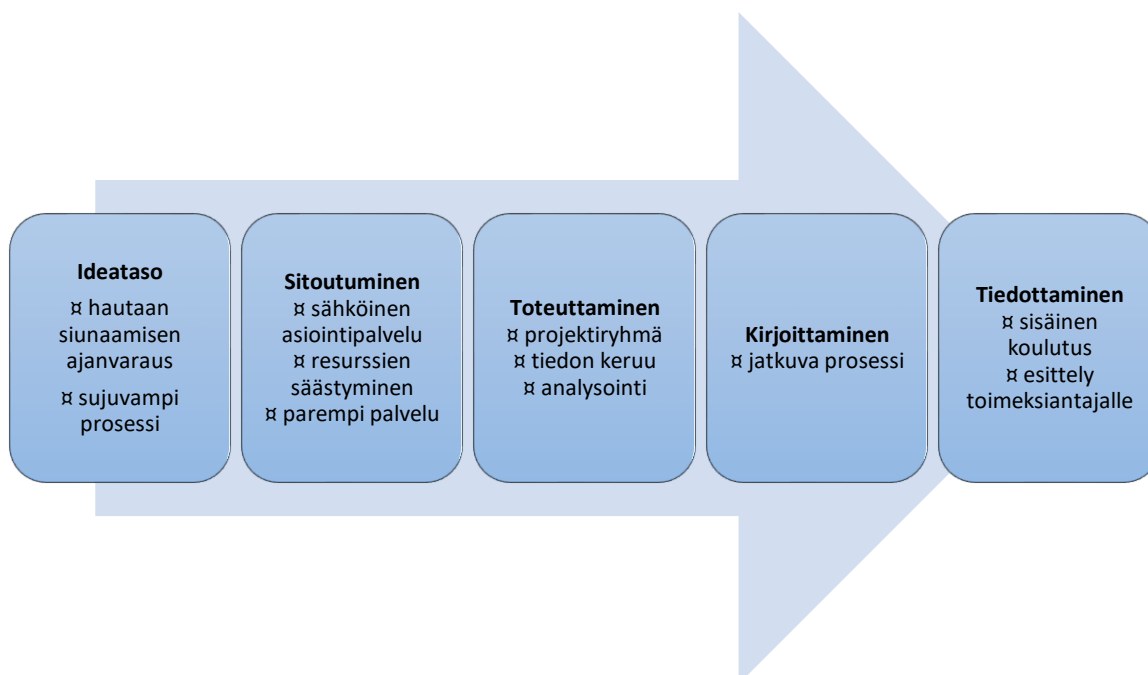 Ideataso
¤ hautaan
siunaamisen
ajanvaraus
¤ sujuvampi
prosessi
Sitoutuminen
¤ sähköinen
asiointipalvelu
¤ resurssien
säästyminen
¤ parempi palvelu
Toteuttaminen
¤ projektiryhmä
¤ tiedon keruu
¤ analysointi
Kirjoittaminen
¤ jatkuva prosessi
Tiedottaminen
¤ sisäinen
koulutus
¤ esittely
toimeksiantajalle